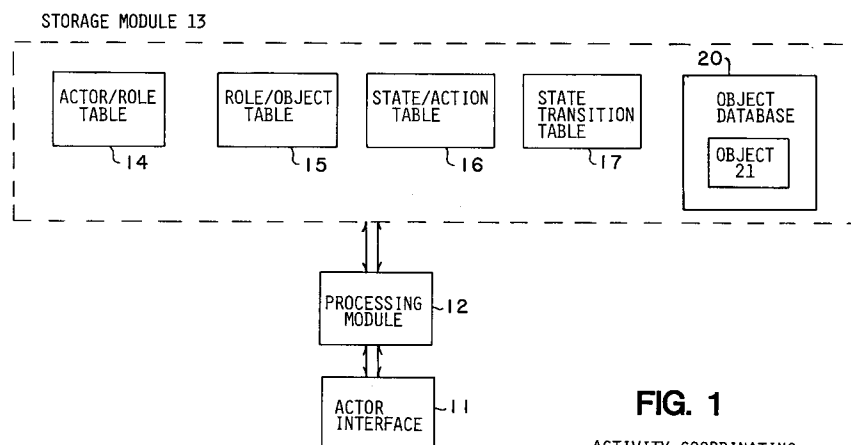 STORAGE MODULE 13
ACTOR/ROLE
TABLE
14
ROLE/OBJECT
TABLE
15
STATE/ACTION
TABLE
16
STATE
TRANSITION
TABLE
17
20
OBJECT
DATABASE
OBJECT
21
PROCESSING
MODULE
12
ACTOR
INTERFACE
11
FIG. 1
ACTIVITY COORDINATING